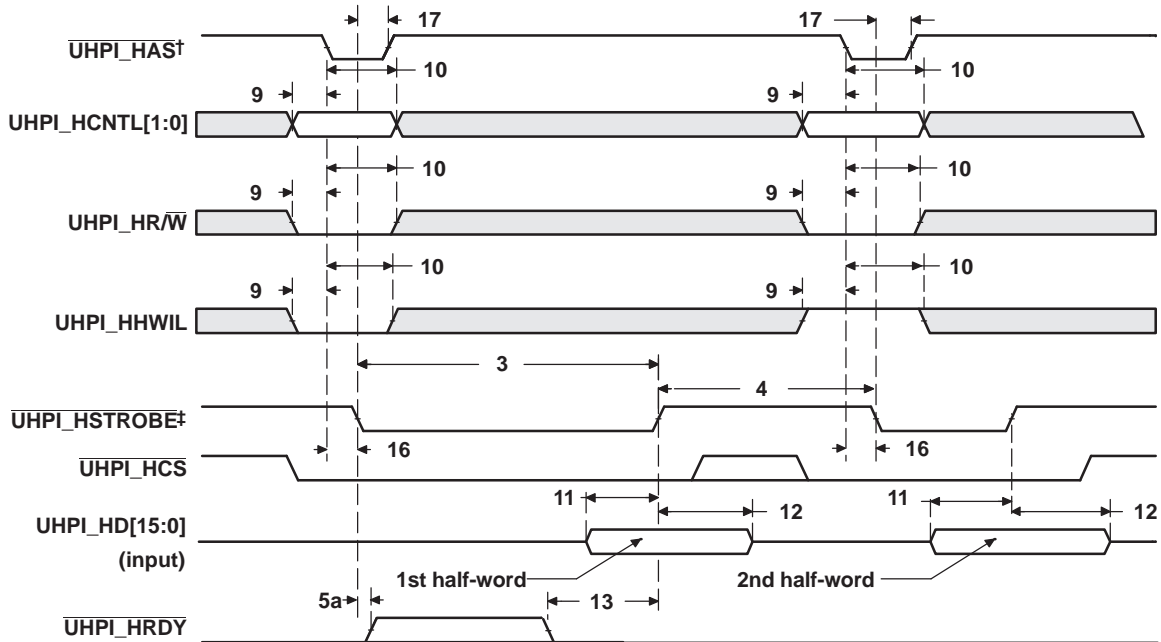 17 17
UHPI_HAS†
10 10
9 9
UHPI_HCNTL[1:0]
10 10
9 9
UHPI_HR/W
10 10
9 9
UHPI_HHWIL
3
4
UHPI_HSTROBE‡
16 16
UHPI_HCS
11 12 11 12
UHPI_HD[15:0]
(input)
1st half-word 2nd half-word
5a 13
UHPI_HRDY